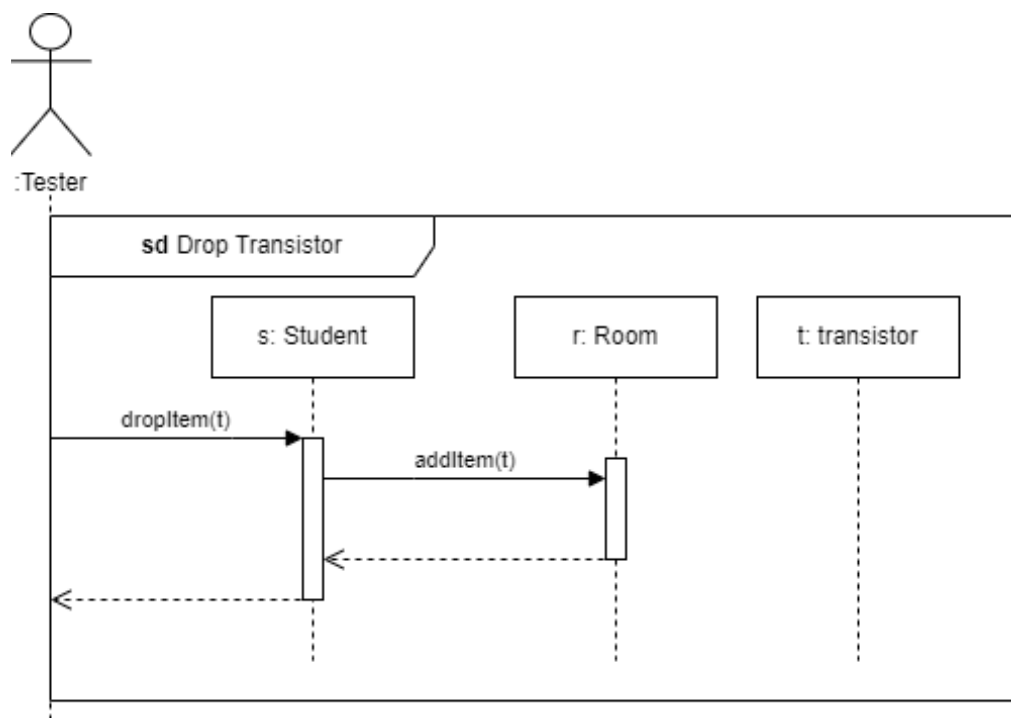 :Tester
sd Drop Transistor
s: Student
r: Room
t: transistor
dropItem(t)
addItem(t)